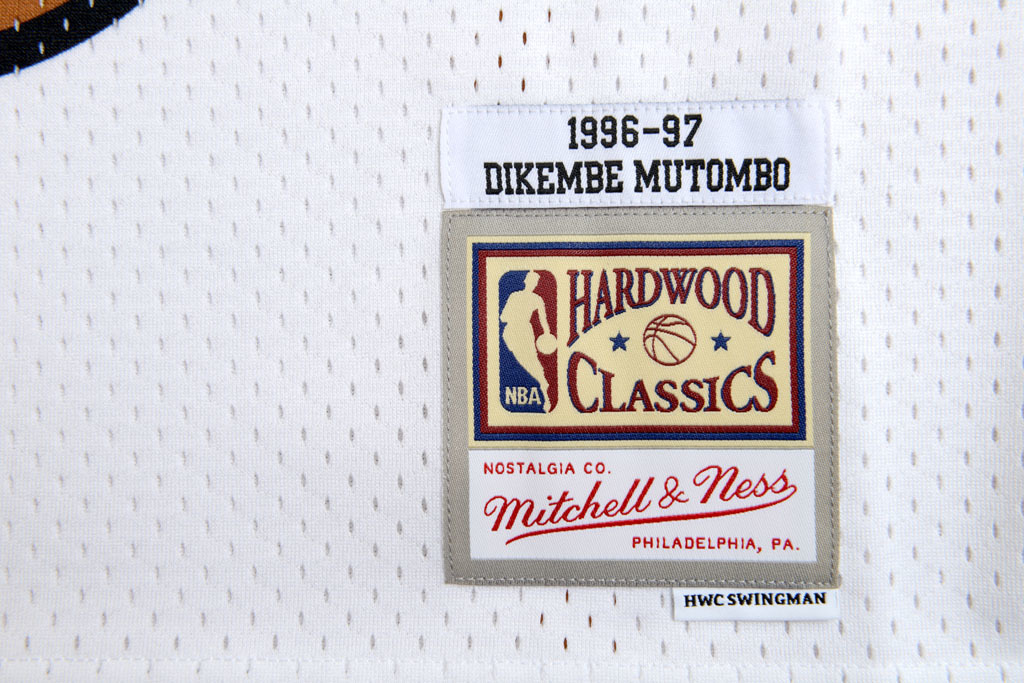 1996-97
DIKEMBE MUTOMBO
HARDWOOD
CLASSICS
NBA
NOSTALGIA CO.
Mitchell & Ness
PHILADELPHIA, PA.
HWC SWINGMAN